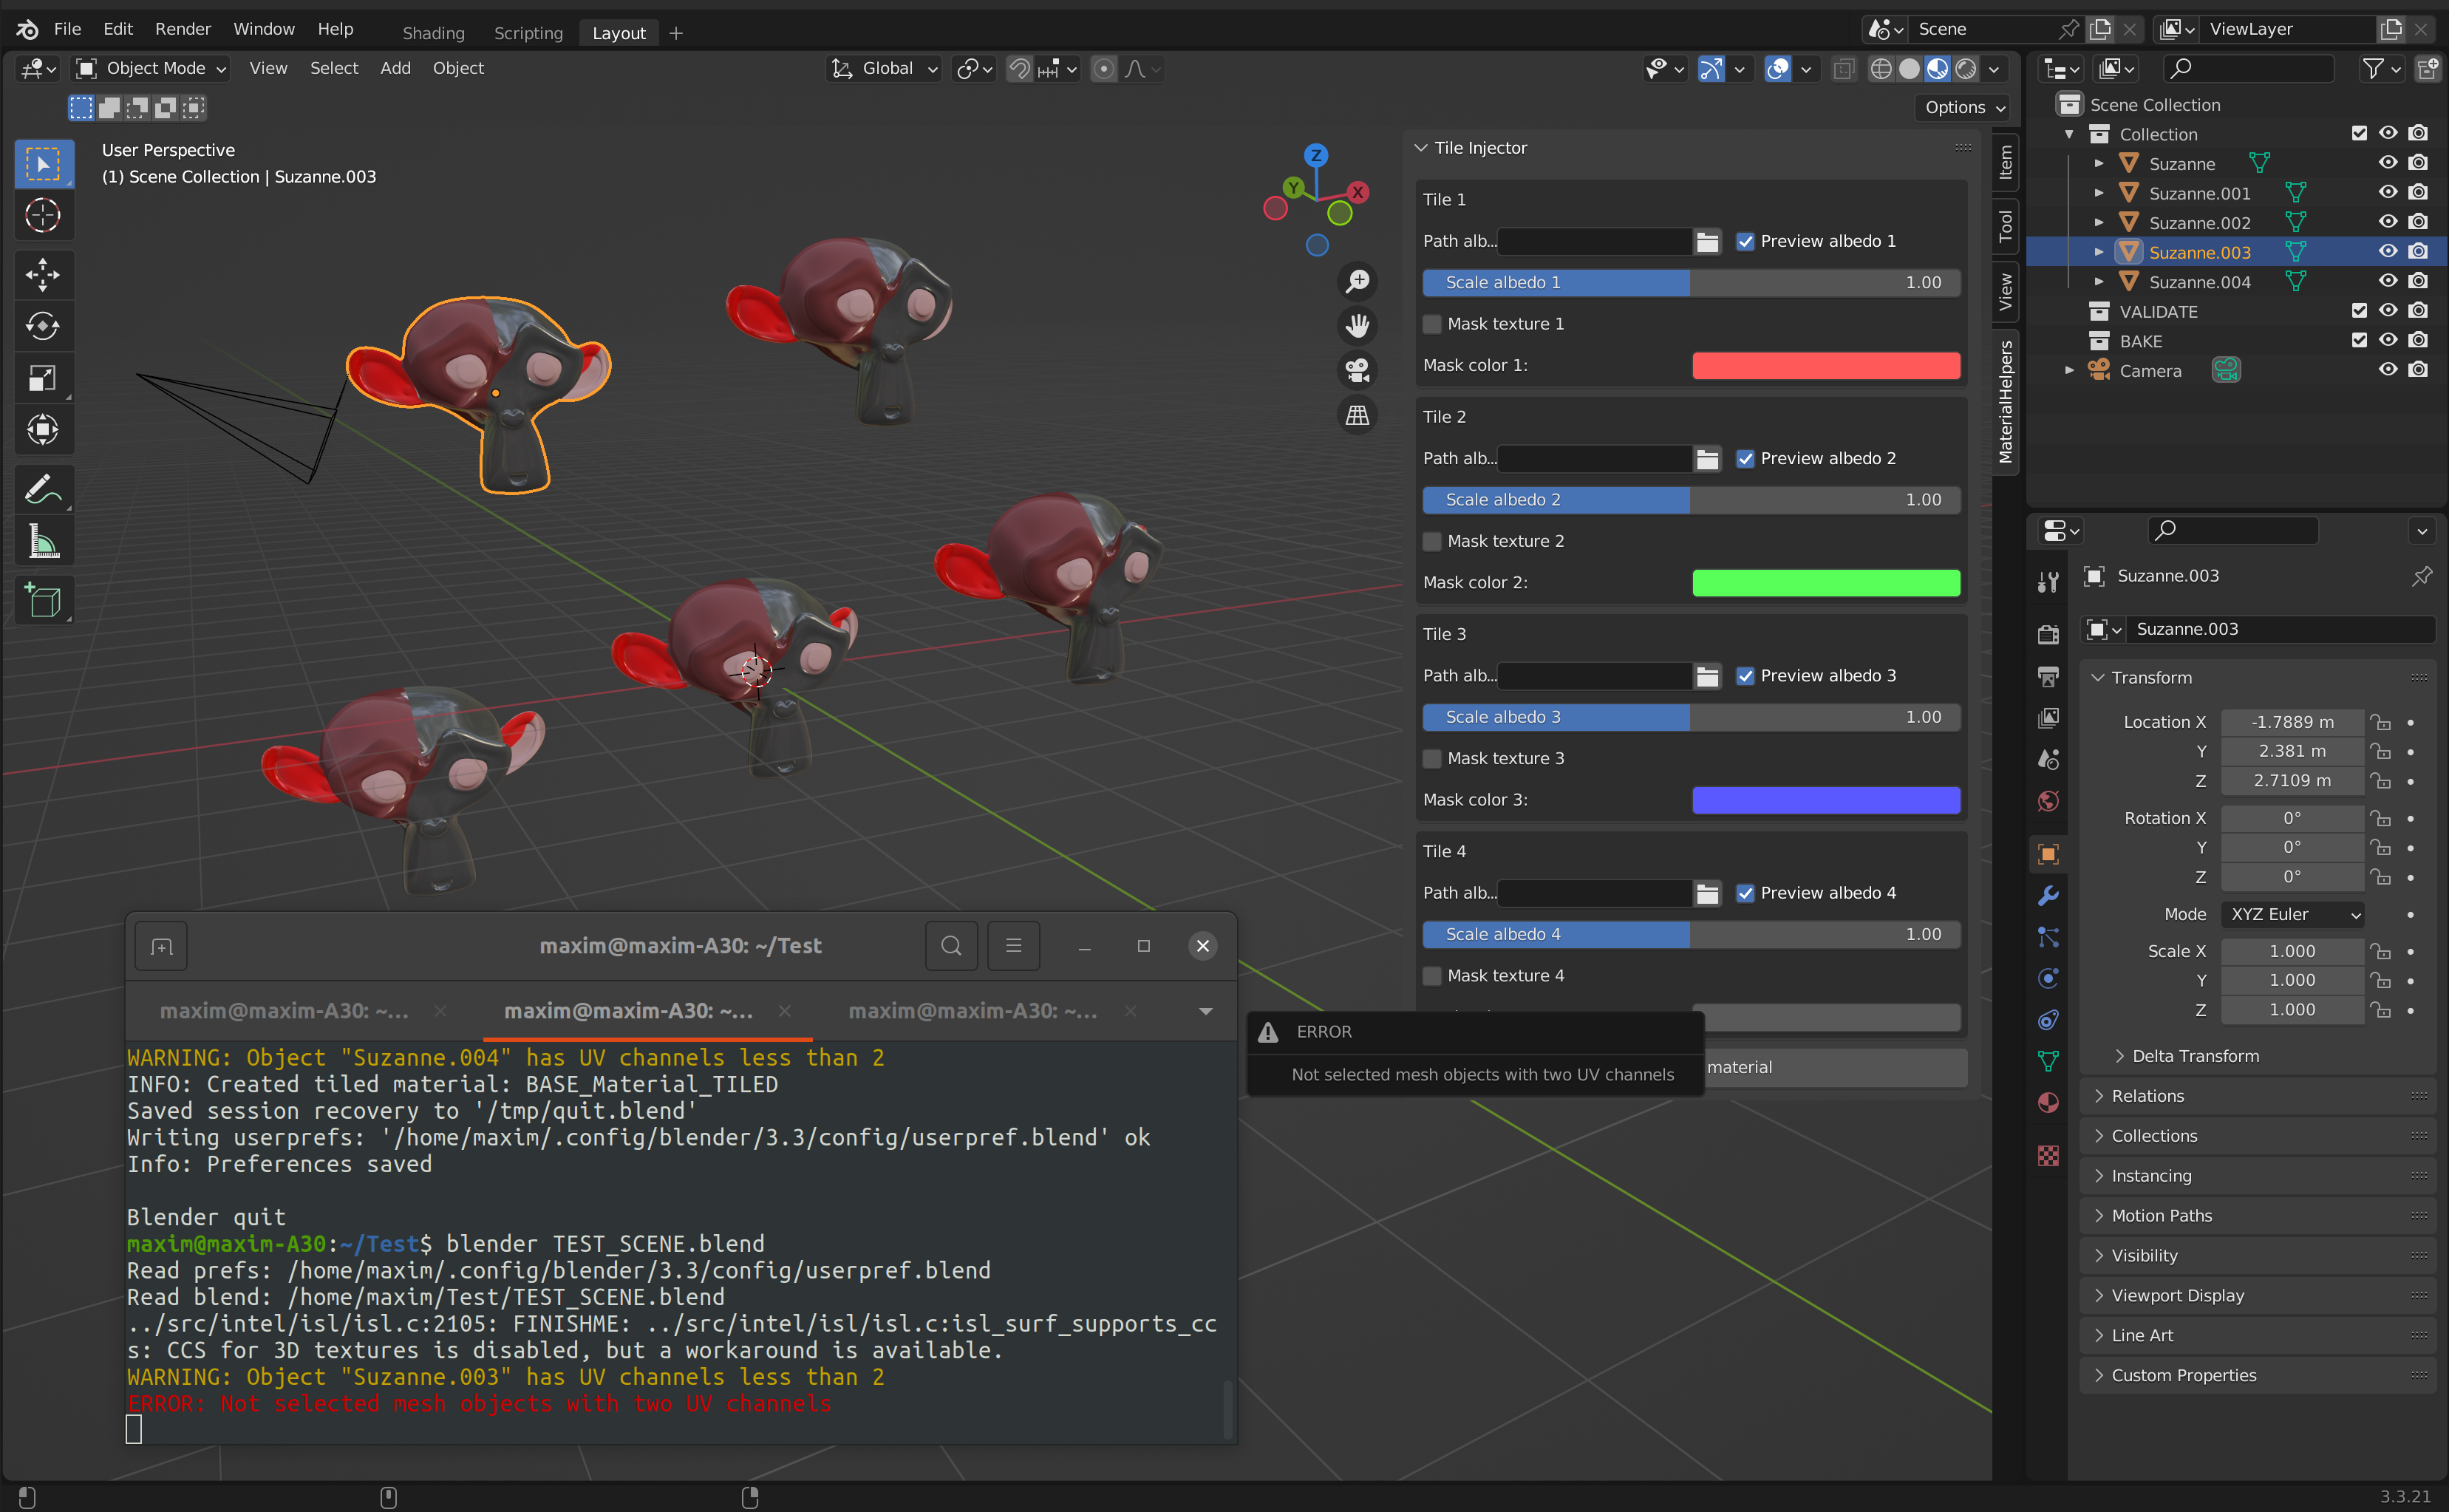 File Edit Render Window Help Shading Scripting Layout + Scene ViewLayer
Object Mode View Select Add Object Global
Options
User Perspective
(1) Scene Collection | Suzanne.003
Z
Y
X
Tile Injector
Tile 1
Path alb... Preview albedo 1
Scale albedo 1 1.00
Mask texture 1
Mask color 1:
Tile 2
Path alb... Preview albedo 2
Scale albedo 2 1.00
Mask texture 2
Mask color 2:
Tile 3
Path alb... Preview albedo 3
Scale albedo 3 1.00
Mask texture 3
Mask color 3:
Tile 4
Path alb... Preview albedo 4
Scale albedo 4 1.00
Mask texture 4
material
ERROR
Not selected mesh objects with two UV channels
Item
Tool
View
MaterialHelpers
Scene Collection
Collection
Suzanne
Suzanne.001
Suzanne.002
Suzanne.003
Suzanne.004
VALIDATE
BAKE
Camera
Suzanne.003
Suzanne.003
Transform
Location X -1.7889 m
Y 2.381 m
Z 2.7109 m
Rotation X 0°
Y 0°
Z 0°
Mode XYZ Euler
Scale X 1.000
Y 1.000
Z 1.000
Delta Transform
Relations
Collections
Instancing
Motion Paths
Visibility
Viewport Display
Line Art
Custom Properties
maxim@maxim-A30: ~/Test
maxim@maxim-A30: ~... maxim@maxim-A30: ~... maxim@maxim-A30: ~...
WARNING: Object "Suzanne.004" has UV channels less than 2
INFO: Created tiled material: BASE_Material_TILED
Saved session recovery to '/tmp/quit.blend'
Writing userprefs: '/home/maxim/.config/blender/3.3/config/userpref.blend' ok
Info: Preferences saved
Blender quit
maxim@maxim-A30:~/Test$ blender TEST_SCENE.blend
Read prefs: /home/maxim/.config/blender/3.3/config/userpref.blend
Read blend: /home/maxim/Test/TEST_SCENE.blend
../src/intel/isl/isl.c:2105: FINISHME: ../src/intel/isl/isl.c:isl_surf_supports_cc
s: CCS for 3D textures is disabled, but a workaround is available.
WARNING: Object "Suzanne.003" has UV channels less than 2
ERROR: Not selected mesh objects with two UV channels
3.3.21